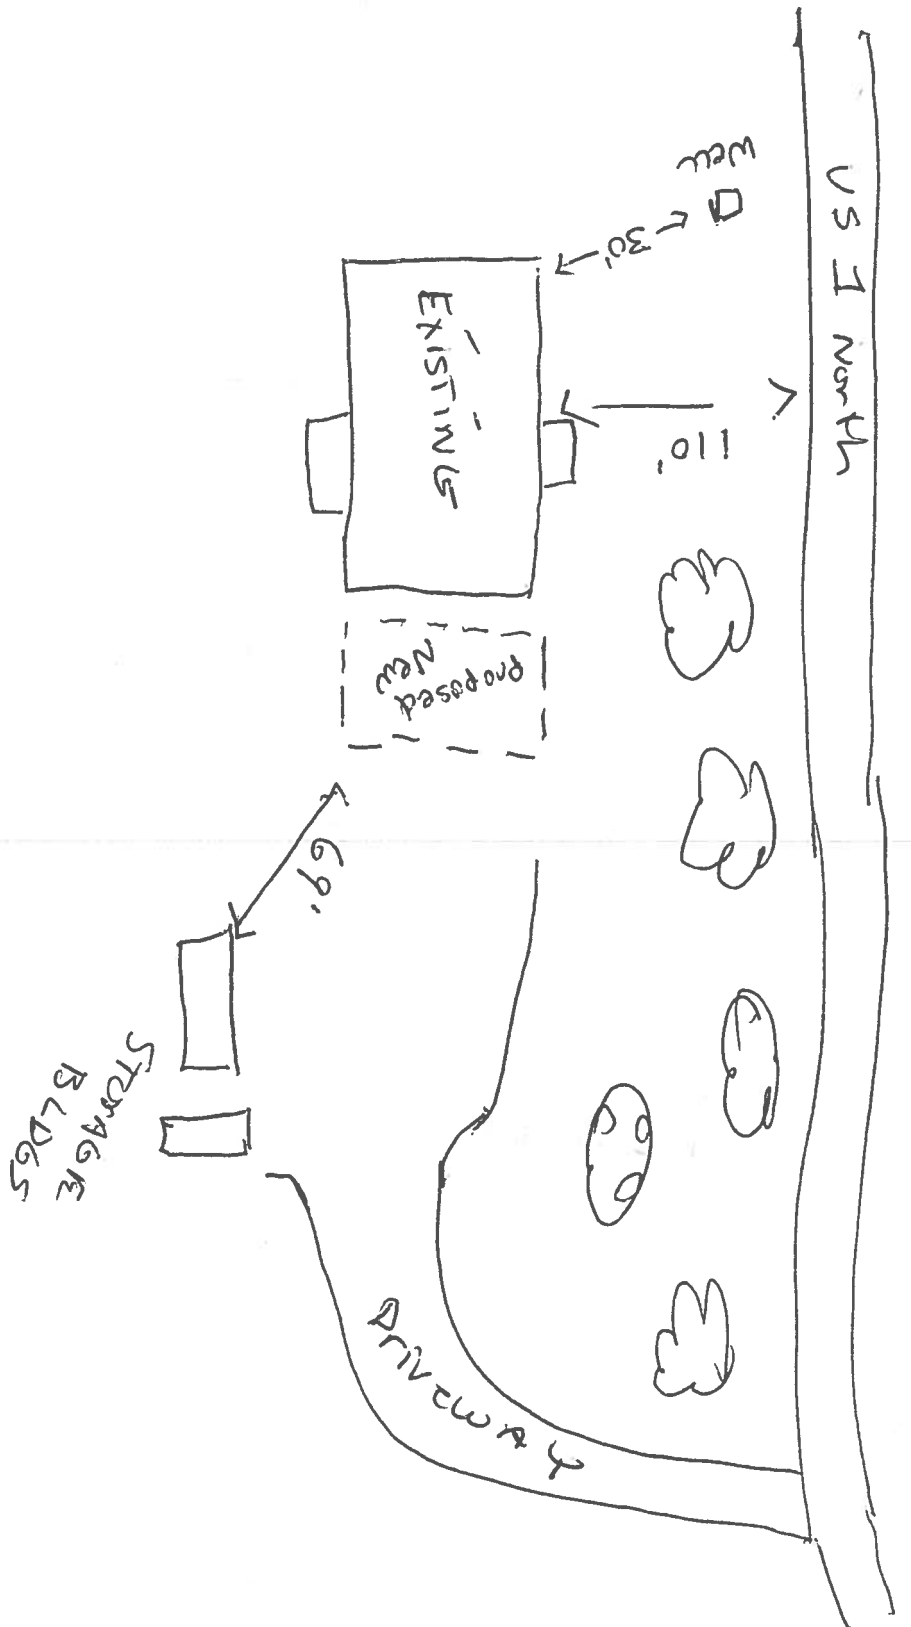 US 1 North
Well
30'
110'
EXISTING
Proposed
New
69'
STORAGE
BLDGS
Driveway